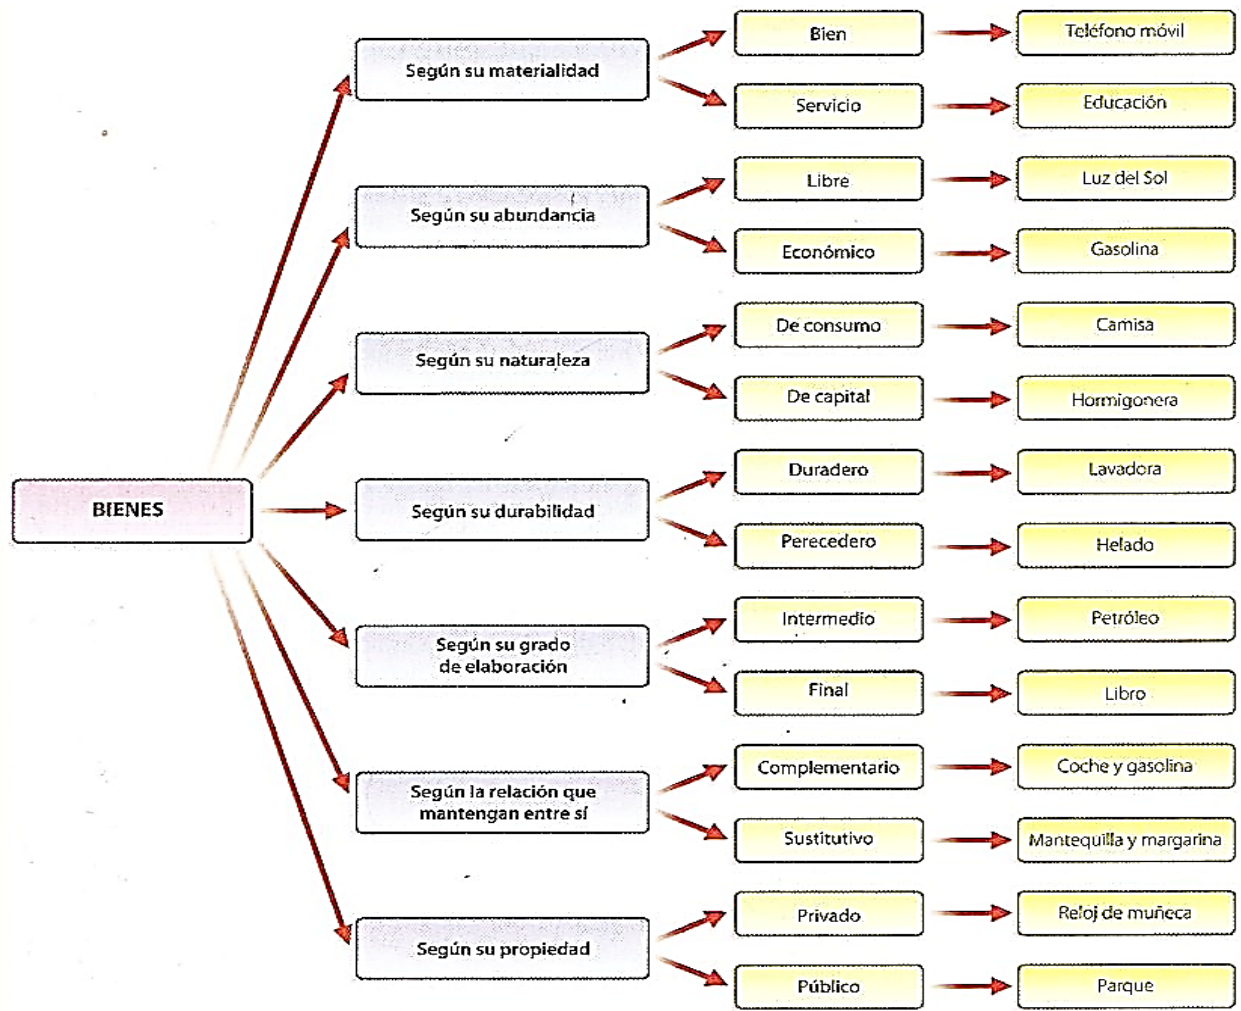 BIENES
Según su materialidad
Bien
Teléfono móvil
Servicio
Educación
Según su abundancia
Libre
Luz del Sol
Económico
Gasolina
Según su naturaleza
De consumo
Camisa
De capital
Hormigonera
Según su durabilidad
Duradero
Lavadora
Perecedero
Helado
Según su grado
de elaboración
Intermedio
Petróleo
Final
Libro
Según la relación que
mantengan entre sí
Complementario
Coche y gasolina
Sustitutivo
Mantequilla y margarina
Según su propiedad
Privado
Reloj de muñeca
Público
Parque